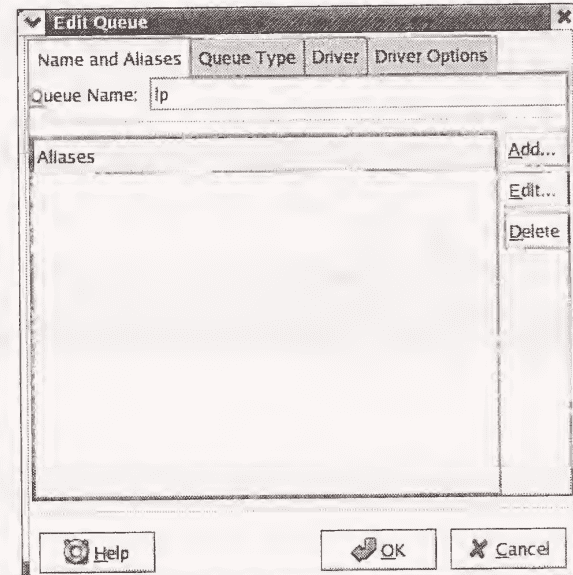 Edit Queue
Name and Aliases Queue Type Driver Driver Options
Queue Name: lp
Aliases
Add...
Edit...
Delete
Help OK Cancel